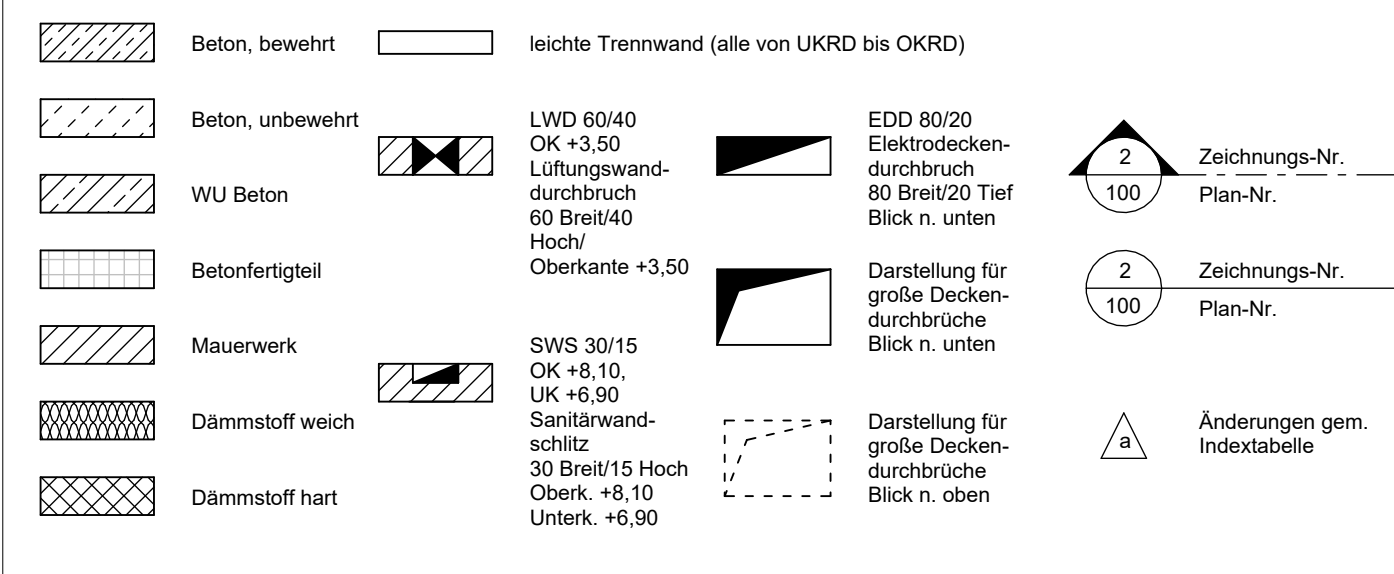 Beton, bewehrt
Beton, unbewehrt
WU Beton
Betonfertigteil
Mauerwerk
Dämmstoff weich
Dämmstoff hart
leichte Trennwand (alle von UKRD bis OKRD)
LWD 60/40
OK +3,50
Lüftungswand-
durchbruch
60 Breit/40
Hoch/
Oberkante +3,50
SWS 30/15
OK +8,10,
UK +6,90
Sanitärwand-
schlitz
30 Breit/15 Hoch
Oberk. +8,10
Unterk. +6,90
EDD 80/20
Elektrodecken-
durchbruch
80 Breit/20 Tief
Blick n. unten
Darstellung für
große Decken-
durchbrüche
Blick n. unten
Darstellung für
große Decken-
durchbrüche
Blick n. oben
2
Zeichnungs-Nr.
100
Plan-Nr.
2
Zeichnungs-Nr.
100
Plan-Nr.
a
Änderungen gem.
Indextabelle